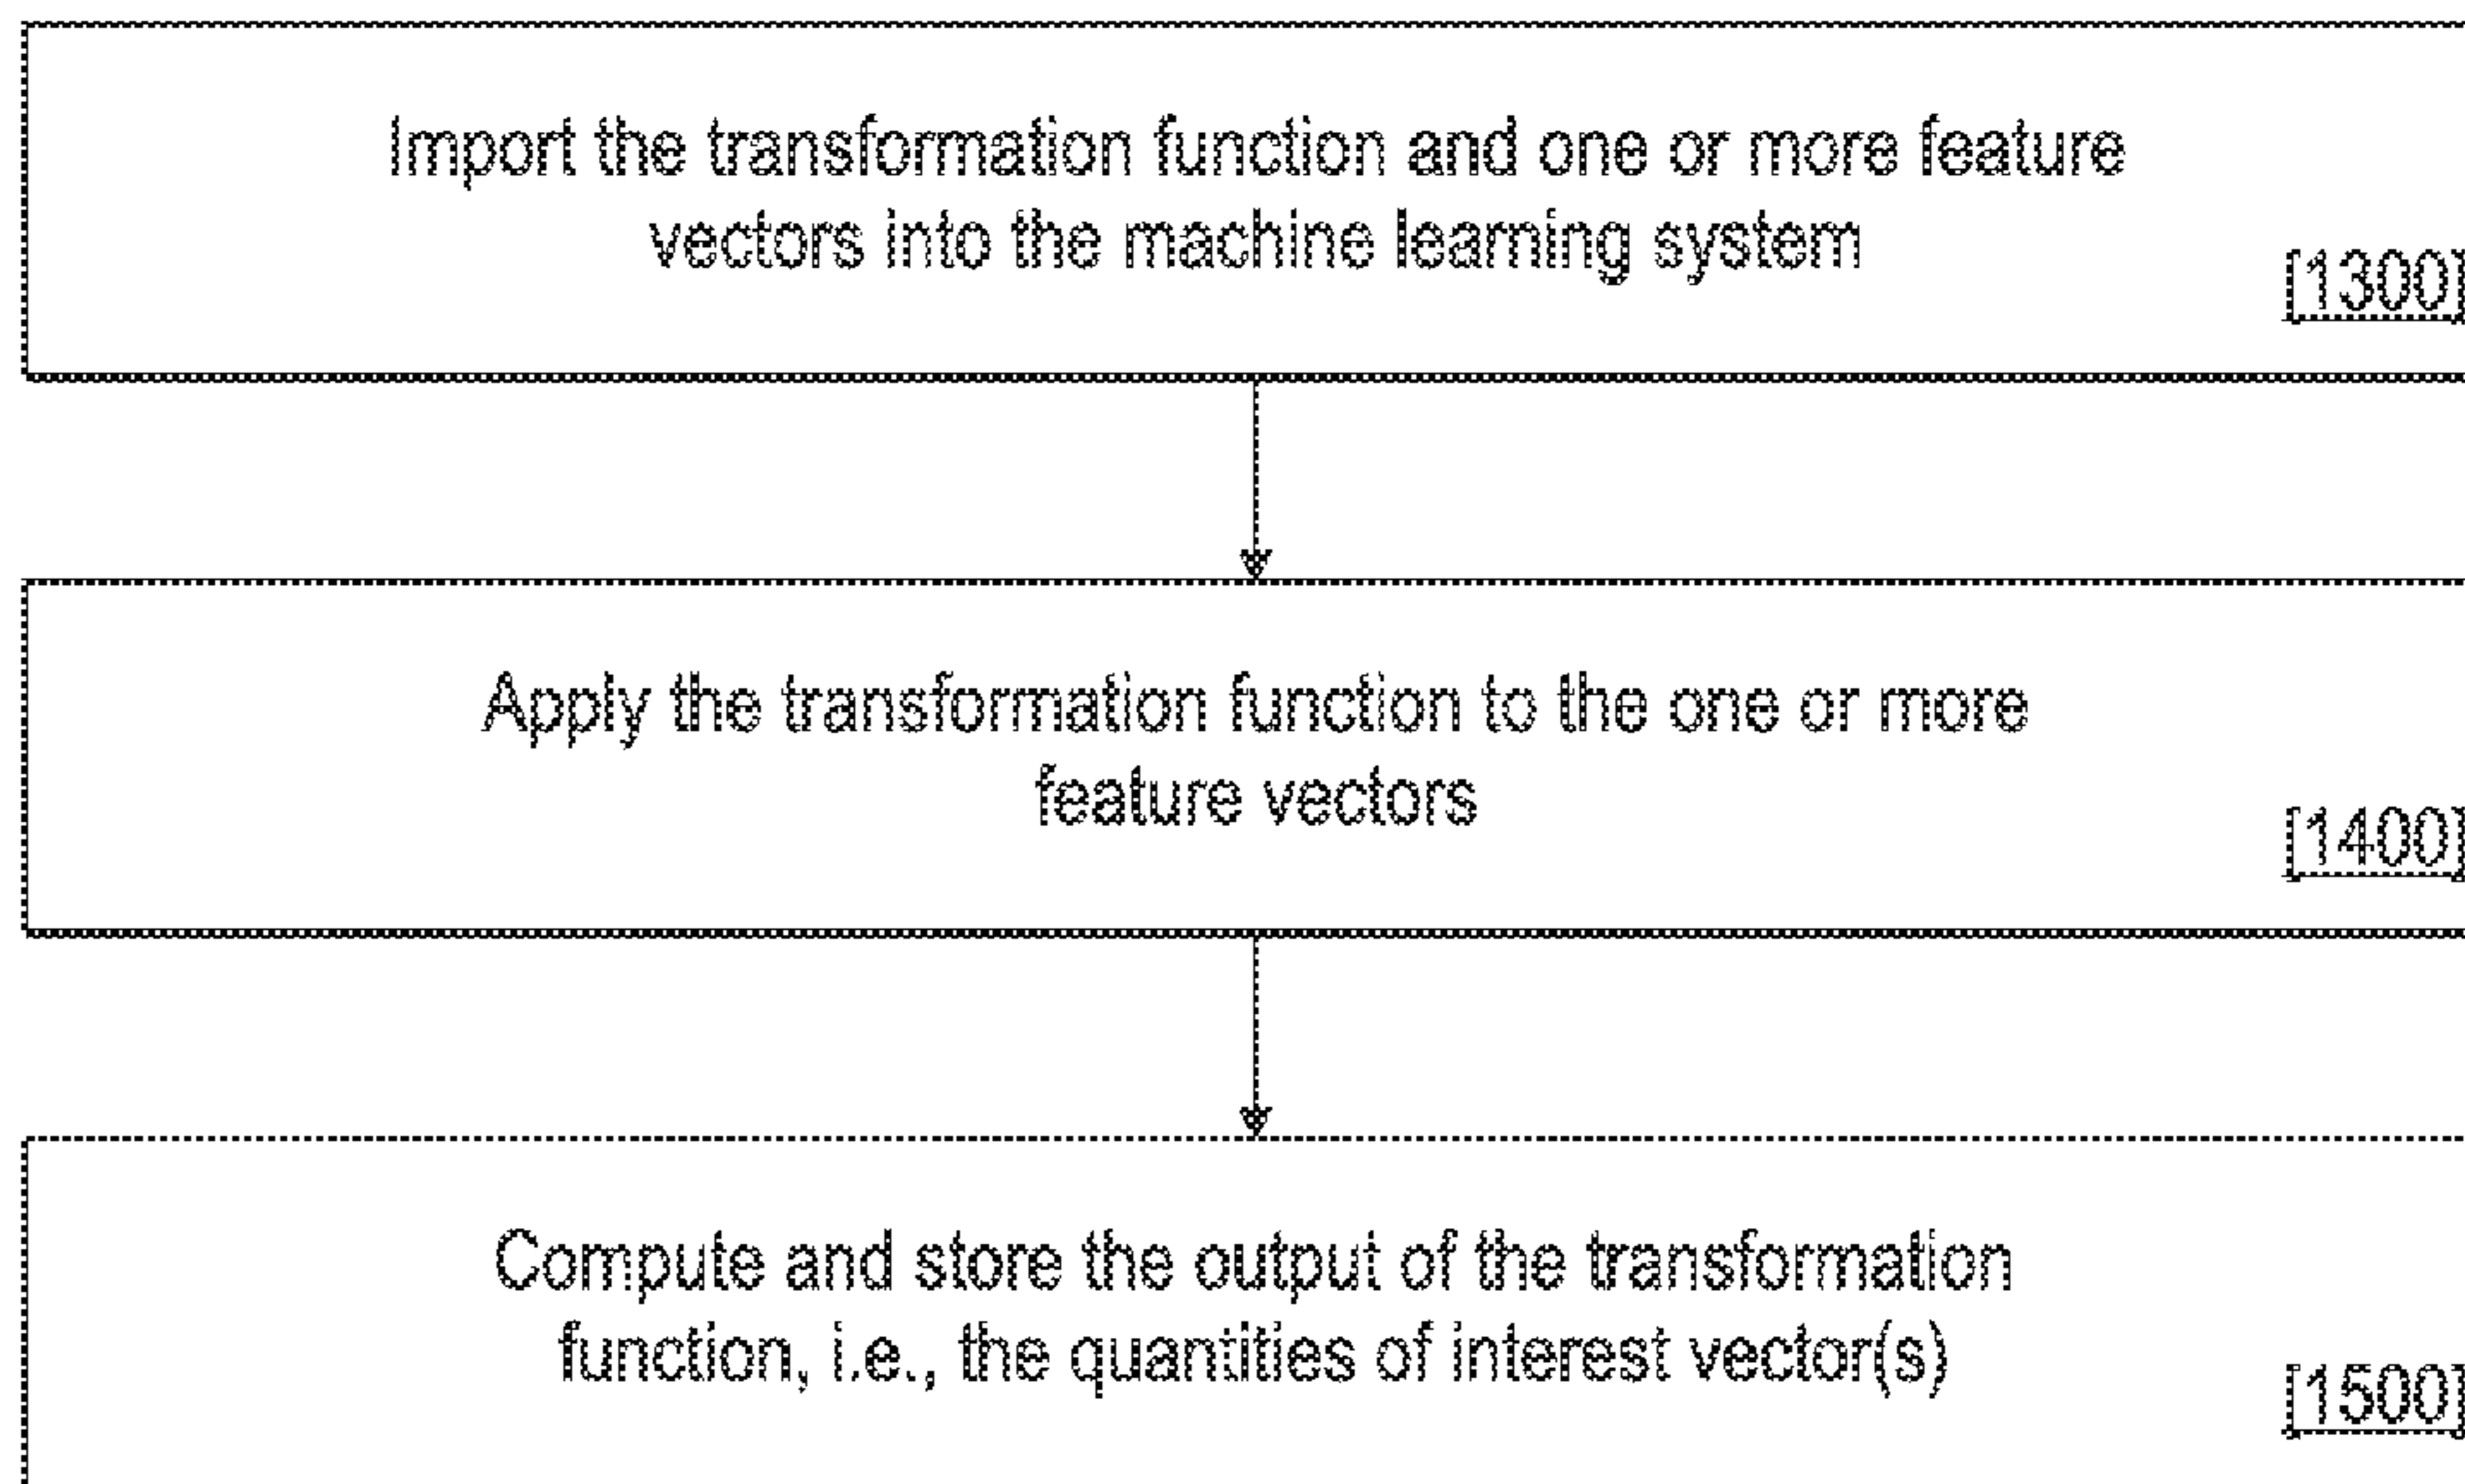 Import the transformation function and one or more feature
vectors into the machine learning system
[1300]
Apply the transformation function to the one or more
feature vectors
[1400]
Compute and store the output of the transformation
function, i.e., the quantities of interest vector(s)
[1500]